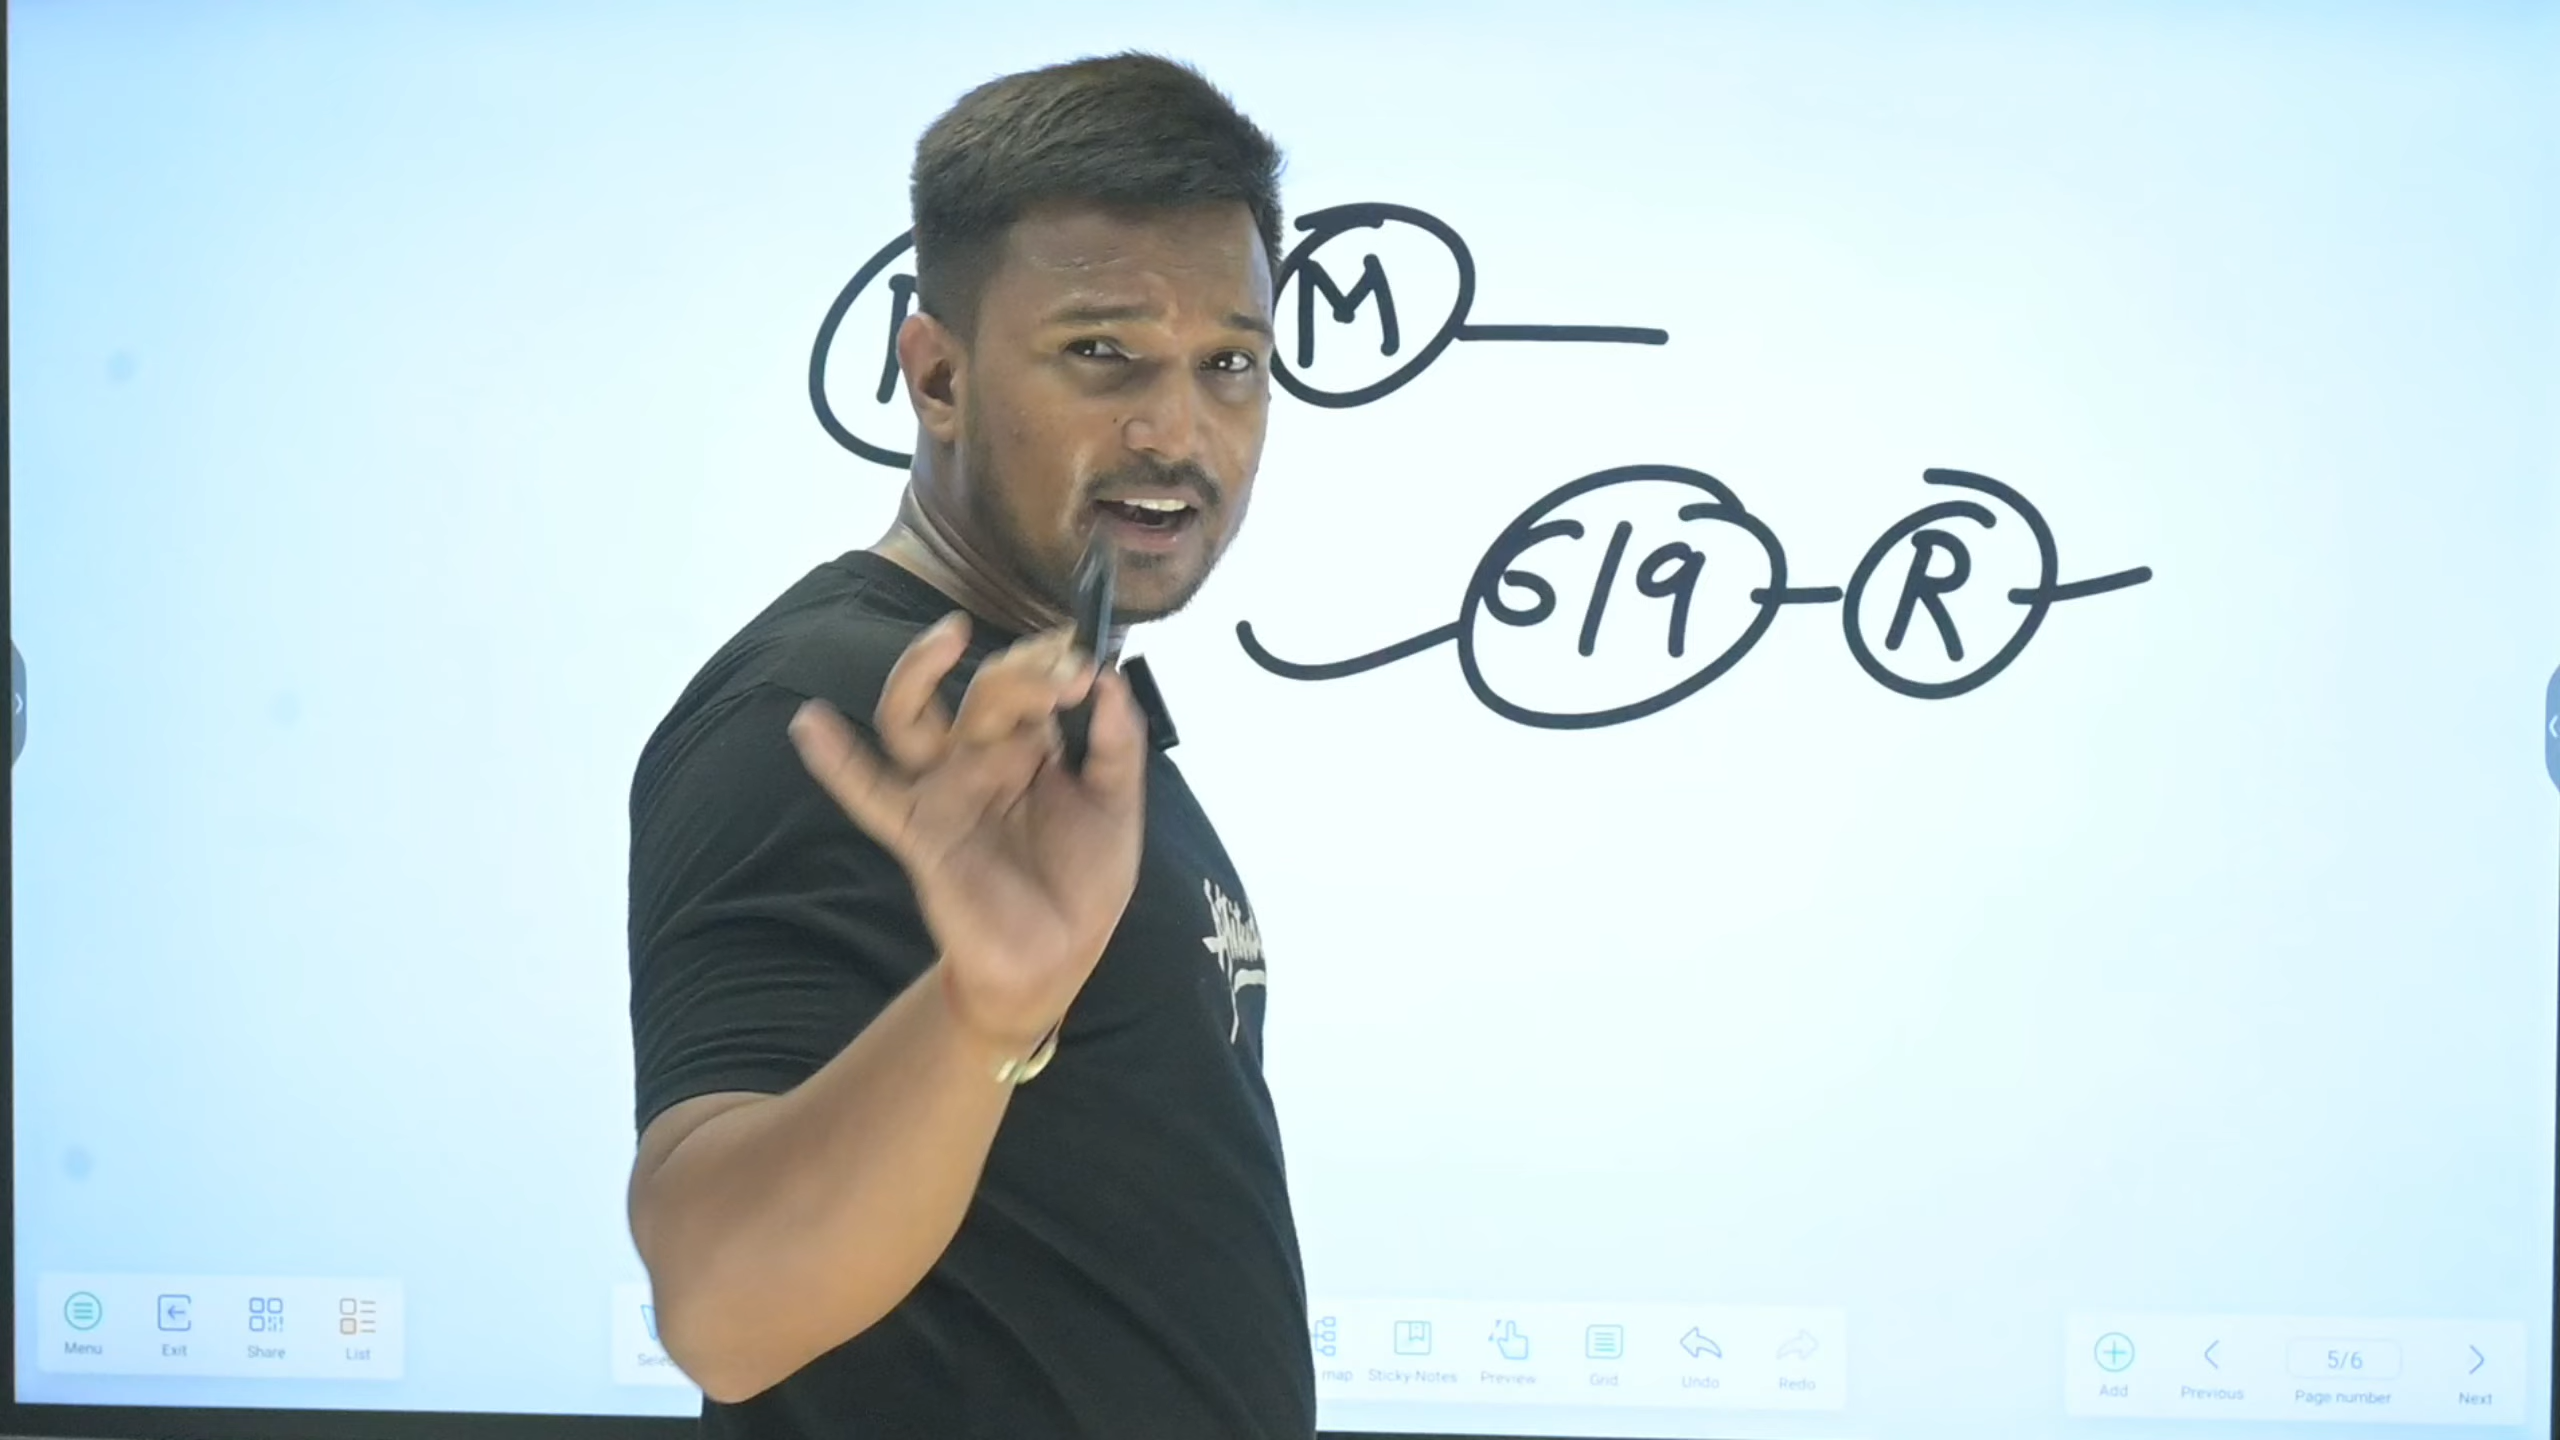 M
6/9 R
Menu Exit Share List
map Sticky-Notes Preview Grid Undo Redo
Add Previous 5/6 Page number Next